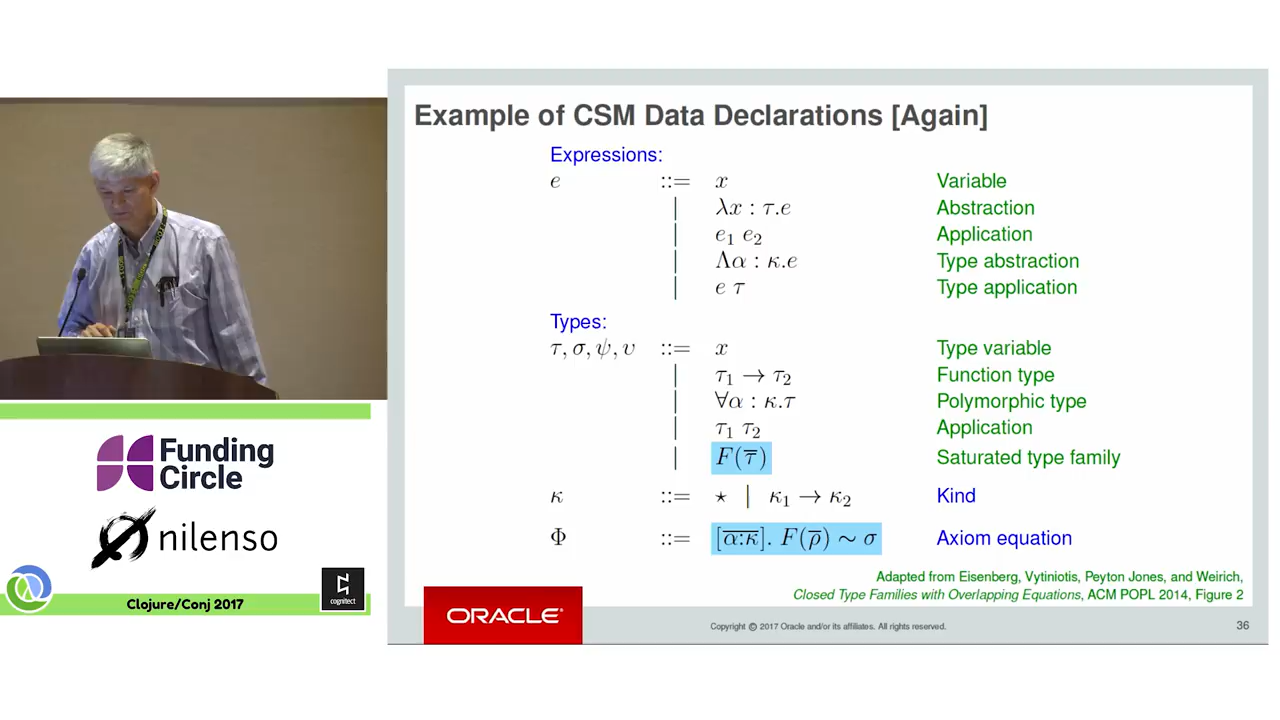 Example of CSM Data Declarations [Again]
Expressions:
e ::= x Variable
| λx : τ.e Abstraction
| e₁ e₂ Application
| Λα : κ.e Type abstraction
| e τ Type application
Types:
τ, σ, ψ, υ ::= x Type variable
| τ₁ → τ₂ Function type
| ∀α : κ.τ Polymorphic type
| τ₁ τ₂ Application
| F(τ̅) Saturated type family
κ ::= ⋆ | κ₁ → κ₂ Kind
Φ ::= [α̅:̅κ̅]. F(ρ̅) ∼ σ Axiom equation
Adapted from Eisenberg, Vytiniotis, Peyton Jones, and Weirich,
Closed Type Families with Overlapping Equations, ACM POPL 2014, Figure 2
ORACLE®
Copyright © 2017 Oracle and/or its affiliates. All rights reserved.
36
Funding
Circle
nilenso
Clojure/Conj 2017
cognitect